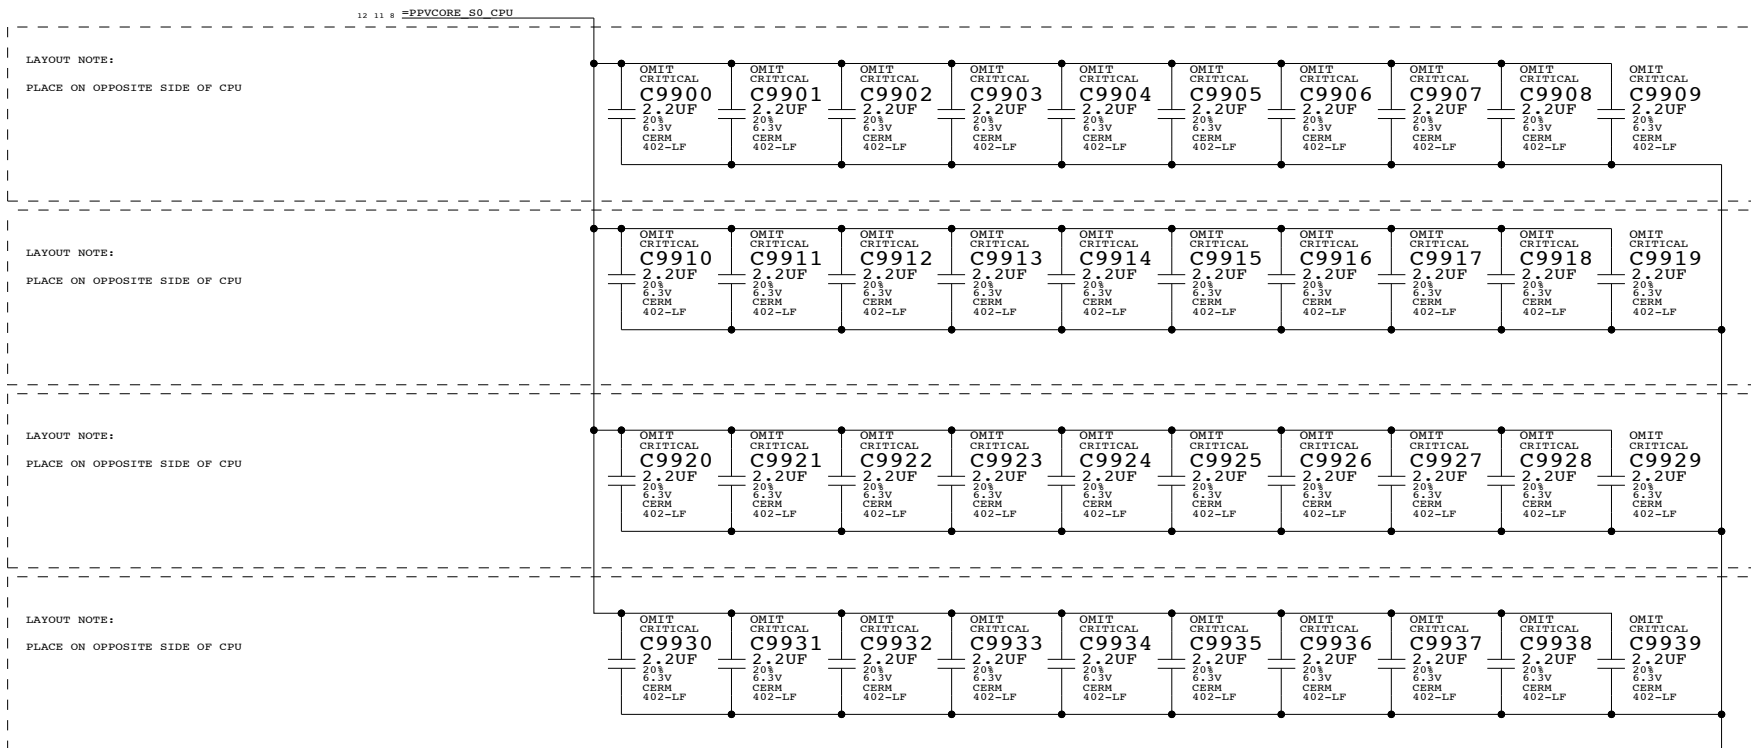 12 11 8 =PPVCORE_S0_CPU
LAYOUT NOTE:
PLACE ON OPPOSITE SIDE OF CPU
OMIT OMIT OMIT OMIT OMIT OMIT OMIT OMIT OMIT OMIT
CRITICAL CRITICAL CRITICAL CRITICAL CRITICAL CRITICAL CRITICAL CRITICAL CRITICAL CRITICAL
C9900 C9901 C9902 C9903 C9904 C9905 C9906 C9907 C9908 C9909
2.2UF 2.2UF 2.2UF 2.2UF 2.2UF 2.2UF 2.2UF 2.2UF 2.2UF 2.2UF
20% 20% 20% 20% 20% 20% 20% 20% 20% 20%
6.3V 6.3V 6.3V 6.3V 6.3V 6.3V 6.3V 6.3V 6.3V 6.3V
CERM CERM CERM CERM CERM CERM CERM CERM CERM CERM
402-LF 402-LF 402-LF 402-LF 402-LF 402-LF 402-LF 402-LF 402-LF 402-LF
LAYOUT NOTE:
PLACE ON OPPOSITE SIDE OF CPU
OMIT OMIT OMIT OMIT OMIT OMIT OMIT OMIT OMIT OMIT
CRITICAL CRITICAL CRITICAL CRITICAL CRITICAL CRITICAL CRITICAL CRITICAL CRITICAL CRITICAL
C9910 C9911 C9912 C9913 C9914 C9915 C9916 C9917 C9918 C9919
2.2UF 2.2UF 2.2UF 2.2UF 2.2UF 2.2UF 2.2UF 2.2UF 2.2UF 2.2UF
20% 20% 20% 20% 20% 20% 20% 20% 20% 20%
6.3V 6.3V 6.3V 6.3V 6.3V 6.3V 6.3V 6.3V 6.3V 6.3V
CERM CERM CERM CERM CERM CERM CERM CERM CERM CERM
402-LF 402-LF 402-LF 402-LF 402-LF 402-LF 402-LF 402-LF 402-LF 402-LF
LAYOUT NOTE:
PLACE ON OPPOSITE SIDE OF CPU
OMIT OMIT OMIT OMIT OMIT OMIT OMIT OMIT OMIT OMIT
CRITICAL CRITICAL CRITICAL CRITICAL CRITICAL CRITICAL CRITICAL CRITICAL CRITICAL CRITICAL
C9920 C9921 C9922 C9923 C9924 C9925 C9926 C9927 C9928 C9929
2.2UF 2.2UF 2.2UF 2.2UF 2.2UF 2.2UF 2.2UF 2.2UF 2.2UF 2.2UF
20% 20% 20% 20% 20% 20% 20% 20% 20% 20%
6.3V 6.3V 6.3V 6.3V 6.3V 6.3V 6.3V 6.3V 6.3V 6.3V
CERM CERM CERM CERM CERM CERM CERM CERM CERM CERM
402-LF 402-LF 402-LF 402-LF 402-LF 402-LF 402-LF 402-LF 402-LF 402-LF
LAYOUT NOTE:
PLACE ON OPPOSITE SIDE OF CPU
OMIT OMIT OMIT OMIT OMIT OMIT OMIT OMIT OMIT OMIT
CRITICAL CRITICAL CRITICAL CRITICAL CRITICAL CRITICAL CRITICAL CRITICAL CRITICAL CRITICAL
C9930 C9931 C9932 C9933 C9934 C9935 C9936 C9937 C9938 C9939
2.2UF 2.2UF 2.2UF 2.2UF 2.2UF 2.2UF 2.2UF 2.2UF 2.2UF 2.2UF
20% 20% 20% 20% 20% 20% 20% 20% 20% 20%
6.3V 6.3V 6.3V 6.3V 6.3V 6.3V 6.3V 6.3V 6.3V 6.3V
CERM CERM CERM CERM CERM CERM CERM CERM CERM CERM
402-LF 402-LF 402-LF 402-LF 402-LF 402-LF 402-LF 402-LF 402-LF 402-LF